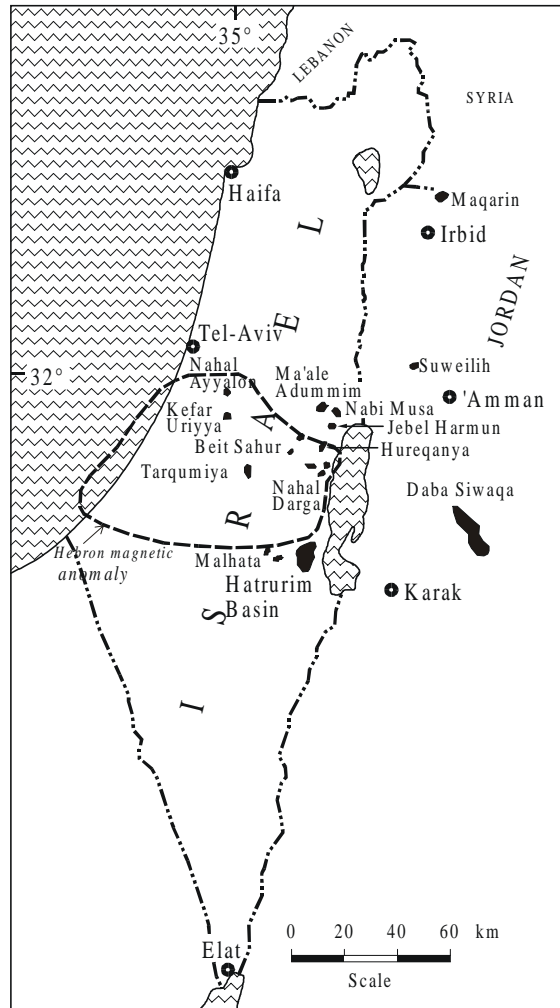 35°
LEBANON
SYRIA
Haifa
Maqarin
Irbid
JORDAN
ISRAEL
Tel-Aviv
32°
Nahal
Ayyalon
Ma'ale
Adummim
Suweilih
Kefar
Uriyya
Nabi Musa
'Amman
Jebel Harmun
Beit Sahur
Hureqanya
Tarqumiya
Nahal
Darga
Daba Siwaqa
Hebron magnetic
anomaly
Malhata
Hatrurim
Basin
Karak
Elat
0 20 40 60 km
Scale